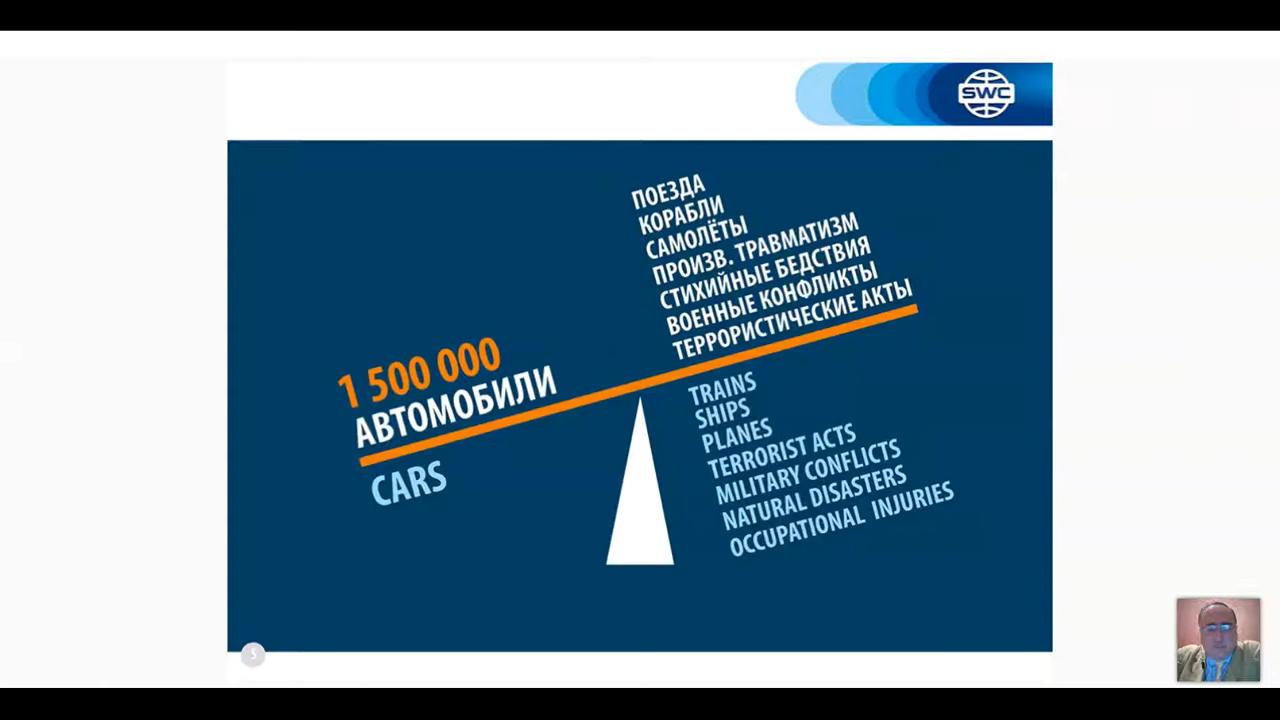 SWC
ПОЕЗДА
КОРАБЛИ
САМОЛЁТЫ
ПРОИЗВ. ТРАВМАТИЗМ
СТИХИЙНЫЕ БЕДСТВИЯ
ВОЕННЫЕ КОНФЛИКТЫ
ТЕРРОРИСТИЧЕСКИЕ АКТЫ
1 500 000
АВТОМОБИЛИ
CARS
TRAINS
SHIPS
PLANES
TERRORIST ACTS
MILITARY CONFLICTS
NATURAL DISASTERS
OCCUPATIONAL INJURIES